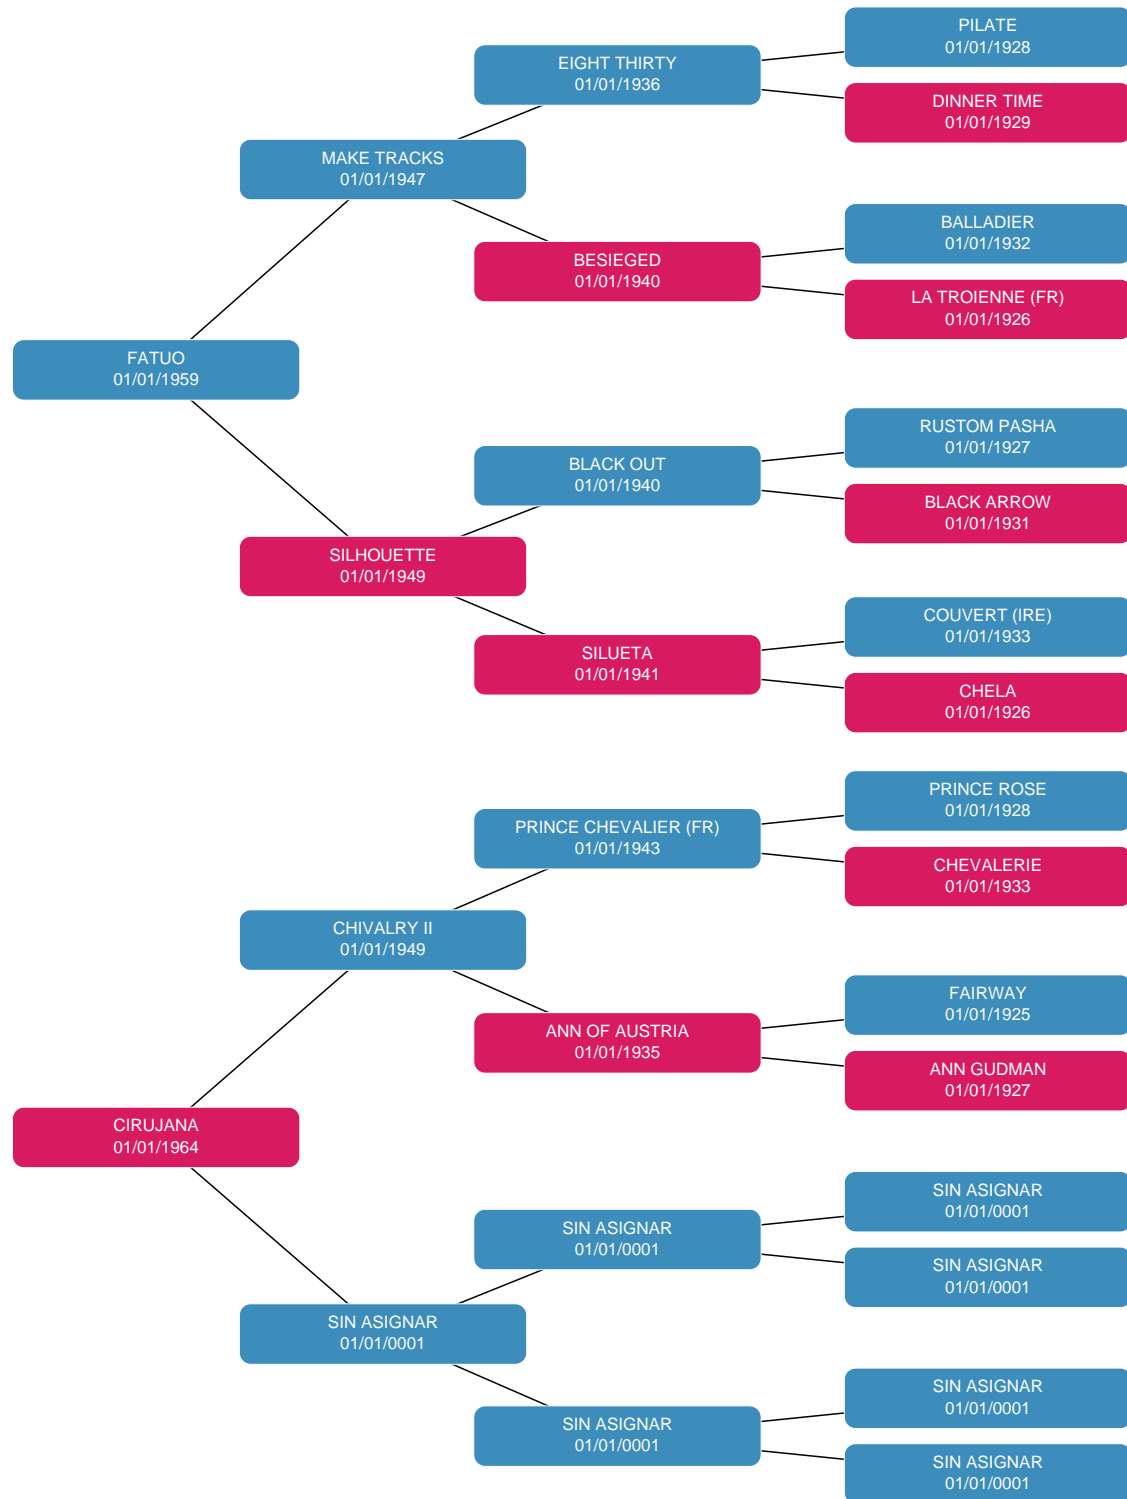 PILATE
01/01/1928
EIGHT THIRTY
01/01/1936
DINNER TIME
01/01/1929
MAKE TRACKS
01/01/1947
BALLADIER
01/01/1932
BESIEGED
01/01/1940
LA TROIENNE (FR)
01/01/1926
FATUO
01/01/1959
RUSTOM PASHA
01/01/1927
BLACK OUT
01/01/1940
BLACK ARROW
01/01/1931
SILHOUETTE
01/01/1949
COUVERT (IRE)
01/01/1933
SILUETA
01/01/1941
CHELA
01/01/1926
PRINCE ROSE
01/01/1928
PRINCE CHEVALIER (FR)
01/01/1943
CHEVALERIE
01/01/1933
CHIVALRY II
01/01/1949
FAIRWAY
01/01/1925
ANN OF AUSTRIA
01/01/1935
ANN GUDMAN
01/01/1927
CIRUJANA
01/01/1964
SIN ASIGNAR
01/01/0001
SIN ASIGNAR
01/01/0001
SIN ASIGNAR
01/01/0001
SIN ASIGNAR
01/01/0001
SIN ASIGNAR
01/01/0001
SIN ASIGNAR
01/01/0001
SIN ASIGNAR
01/01/0001